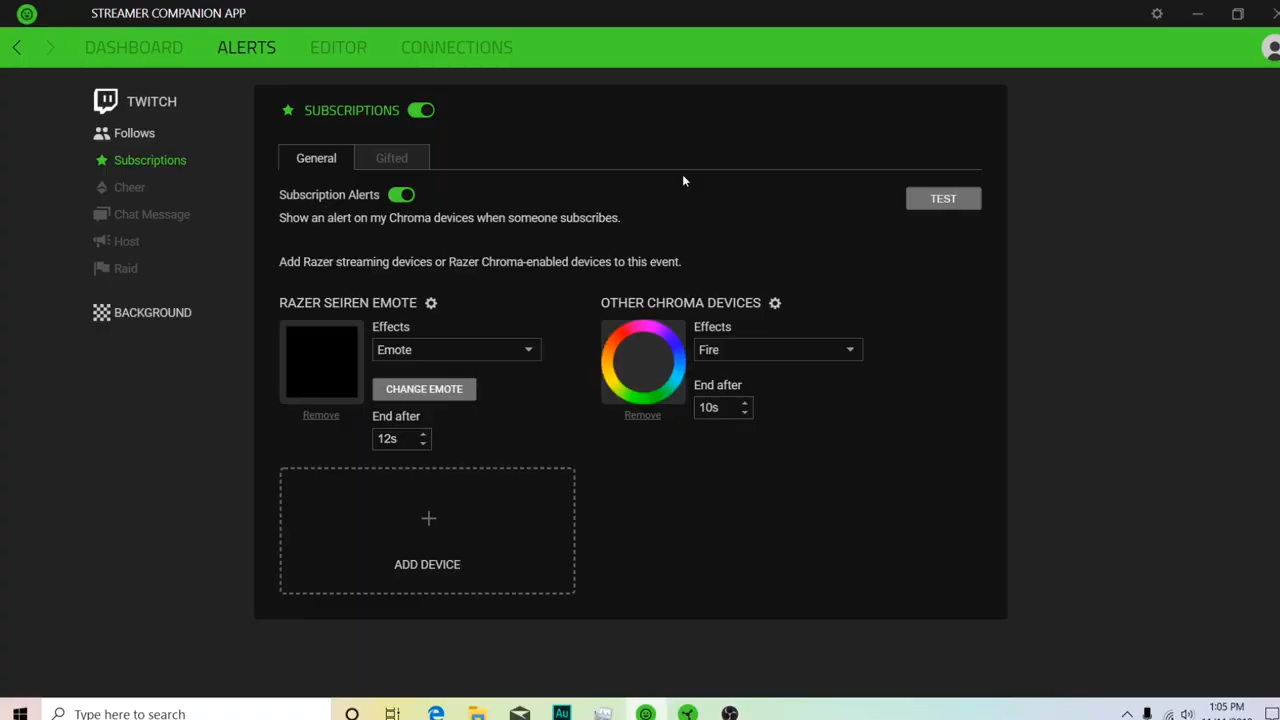 STREAMER COMPANION APP
DASHBOARD ALERTS EDITOR CONNECTIONS
TWITCH
Follows
Subscriptions
Cheer
Chat Message
Host
Raid
BACKGROUND
SUBSCRIPTIONS
General Gifted
Subscription Alerts
TEST
Show an alert on my Chroma devices when someone subscribes.
Add Razer streaming devices or Razer Chroma-enabled devices to this event.
RAZER SEIREN EMOTE
Effects
Emote
CHANGE EMOTE
Remove
End after
12s
OTHER CHROMA DEVICES
Effects
Fire
End after
10s
Remove
ADD DEVICE
Type here to search
Au
1:05 PM